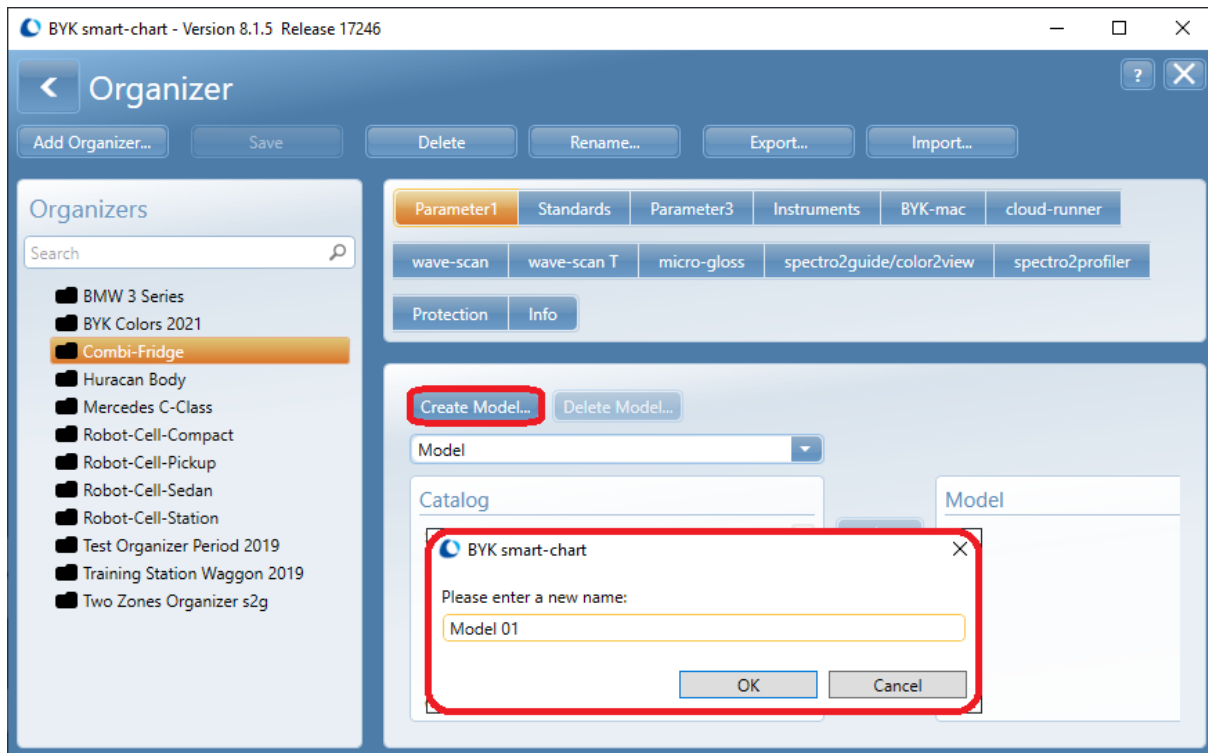 BYK smart-chart - Version 8.1.5 Release 17246
?
Organizer
Add Organizer... Save Delete Rename... Export... Import...
Organizers
Search
BMW 3 Series
BYK Colors 2021
Combi-Fridge
Huracan Body
Mercedes C-Class
Robot-Cell-Compact
Robot-Cell-Pickup
Robot-Cell-Sedan
Robot-Cell-Station
Test Organizer Period 2019
Training Station Waggon 2019
Two Zones Organizer s2g
Parameter1 Standards Parameter3 Instruments BYK-mac cloud-runner
wave-scan wave-scan T micro-gloss spectro2guide/color2view spectro2profiler
Protection Info
Create Model... Delete Model...
Model
Catalog
Model
BYK smart-chart
Please enter a new name:
Model 01
OK Cancel